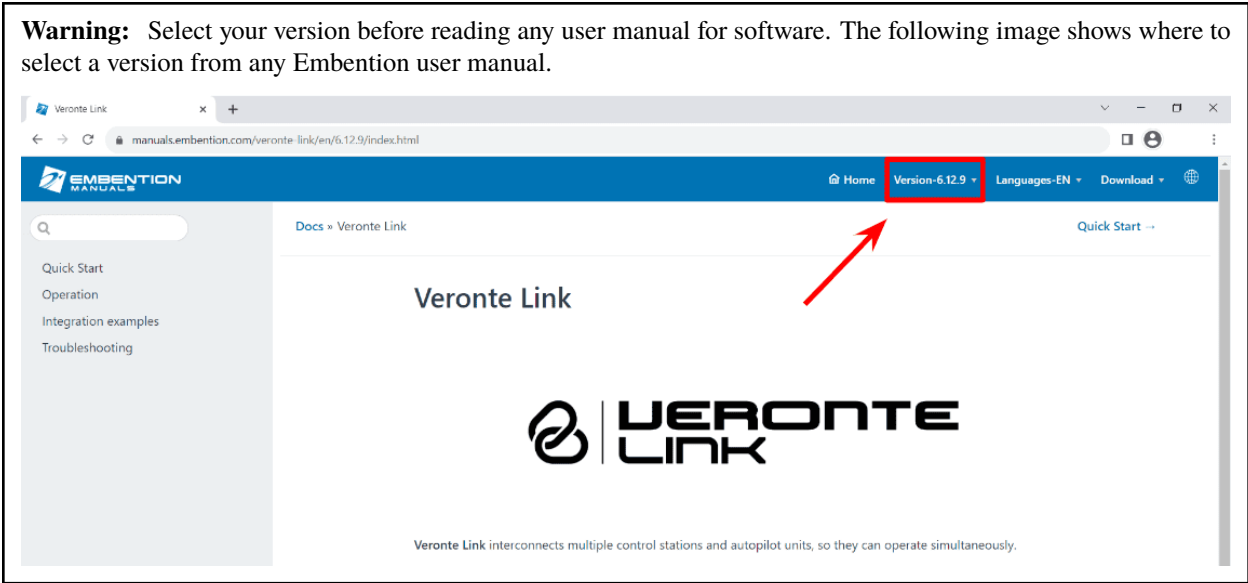 Warning: Select your version before reading any user manual for software. The following image shows where to
select a version from any Embention user manual.
Veronte Link
manuals.embention.com/veronte-link/en/6.12.9/index.html
EMBENTION
MANUALS
Home Version-6.12.9 Languages-EN Download
Docs » Veronte Link
Quick Start →
Quick Start
Operation
Integration examples
Troubleshooting
Veronte Link
VERONTE
LINK
Veronte Link interconnects multiple control stations and autopilot units, so they can operate simultaneously.